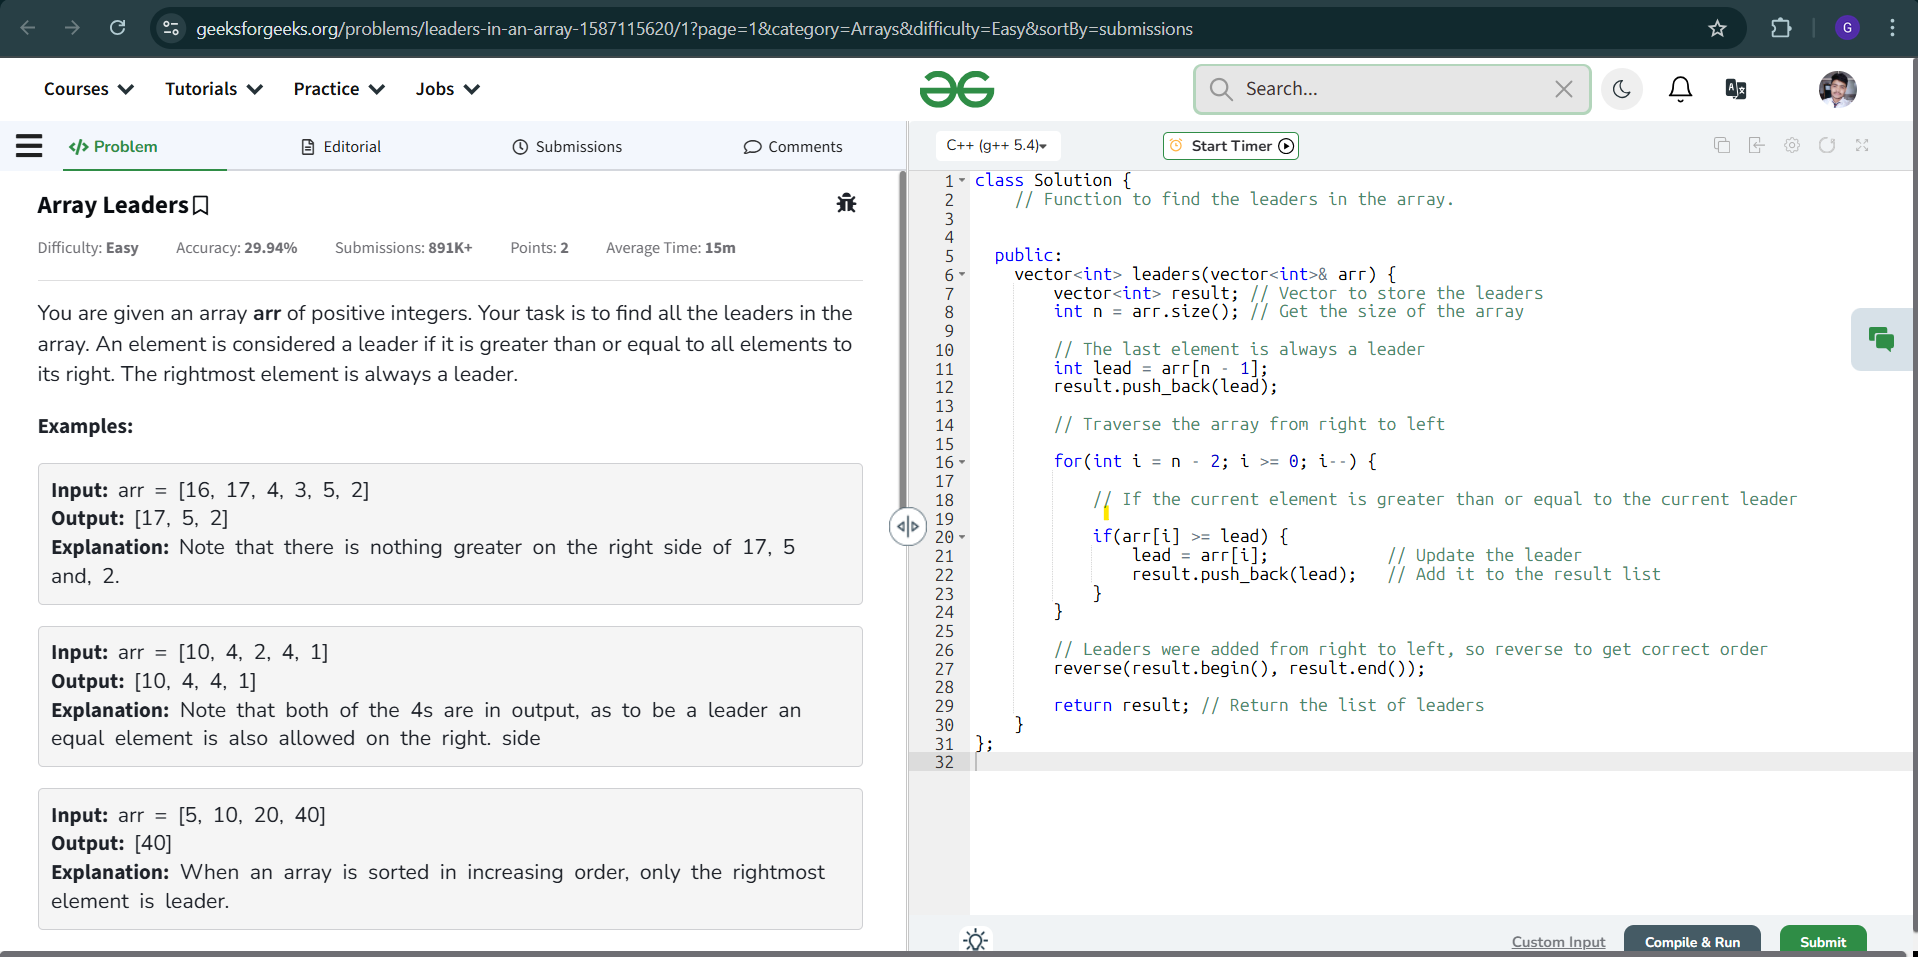 geeksforgeeks.org/problems/leaders-in-an-array-1587115620/1?page=1&category=Arrays&difficulty=Easy&sortBy=submissions
G
Courses Tutorials Practice Jobs
Search...
Problem Editorial Submissions Comments
C++ (g++ 5.4)
Start Timer
Array Leaders
Difficulty: Easy Accuracy: 29.94% Submissions: 891K+ Points: 2 Average Time: 15m
You are given an array arr of positive integers. Your task is to find all the leaders in the
array. An element is considered a leader if it is greater than or equal to all elements to
its right. The rightmost element is always a leader.
Examples:
Input: arr = [16, 17, 4, 3, 5, 2]
Output: [17, 5, 2]
Explanation: Note that there is nothing greater on the right side of 17, 5
and, 2.
Input: arr = [10, 4, 2, 4, 1]
Output: [10, 4, 4, 1]
Explanation: Note that both of the 4s are in output, as to be a leader an
equal element is also allowed on the right. side
Input: arr = [5, 10, 20, 40]
Output: [40]
Explanation: When an array is sorted in increasing order, only the rightmost
element is leader.
1 class Solution {
2 // Function to find the leaders in the array.
3
4
5 public:
6 vector<int> leaders(vector<int>& arr) {
7 vector<int> result; // Vector to store the leaders
8 int n = arr.size(); // Get the size of the array
9
10 // The last element is always a leader
11 int lead = arr[n - 1];
12 result.push_back(lead);
13
14 // Traverse the array from right to left
15
16 for(int i = n - 2; i >= 0; i--) {
17
18 // If the current element is greater than or equal to the current leader
19
20 if(arr[i] >= lead) {
21 lead = arr[i]; // Update the leader
22 result.push_back(lead); // Add it to the result list
23 }
24 }
25
26 // Leaders were added from right to left, so reverse to get correct order
27 reverse(result.begin(), result.end());
28
29 return result; // Return the list of leaders
30 }
31 };
32
Custom Input Compile & Run Submit